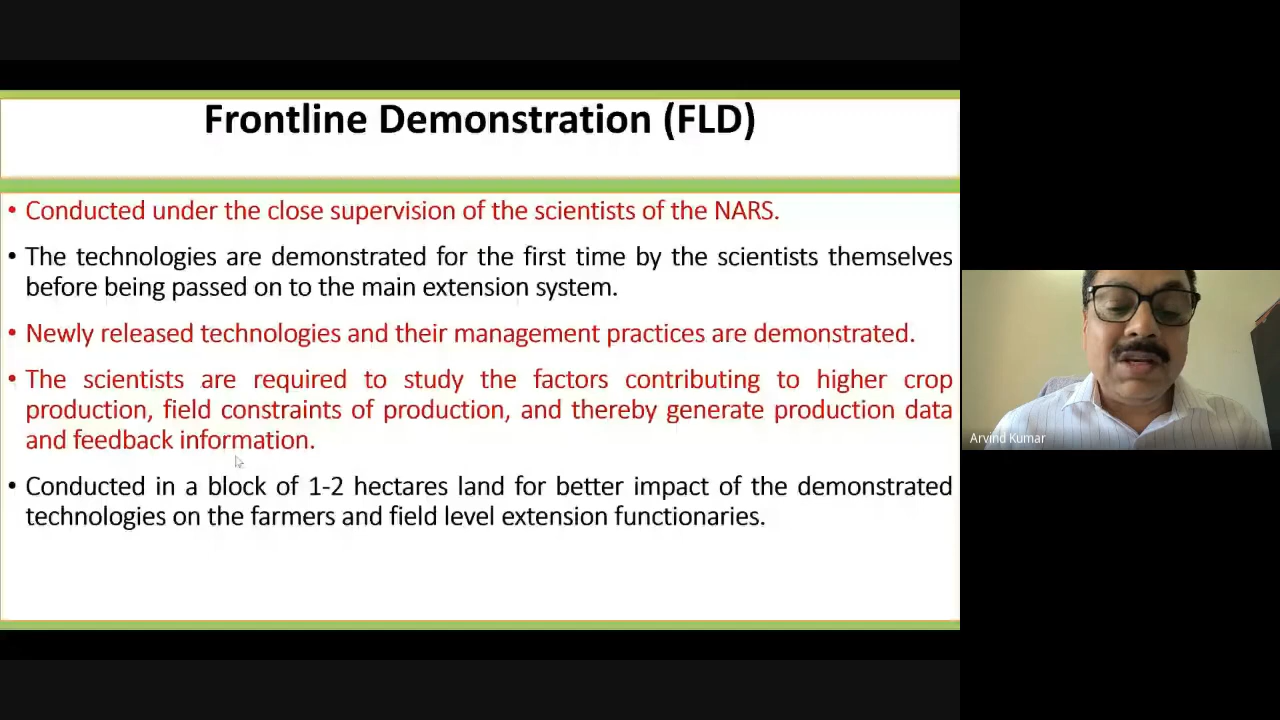 Frontline Demonstration (FLD)
• Conducted under the close supervision of the scientists of the NARS.
• The technologies are demonstrated for the first time by the scientists themselves
before being passed on to the main extension system.
• Newly released technologies and their management practices are demonstrated.
• The scientists are required to study the factors contributing to higher crop
production, field constraints of production, and thereby generate production data
and feedback information.
• Conducted in a block of 1-2 hectares land for better impact of the demonstrated
technologies on the farmers and field level extension functionaries.
Arvind Kumar